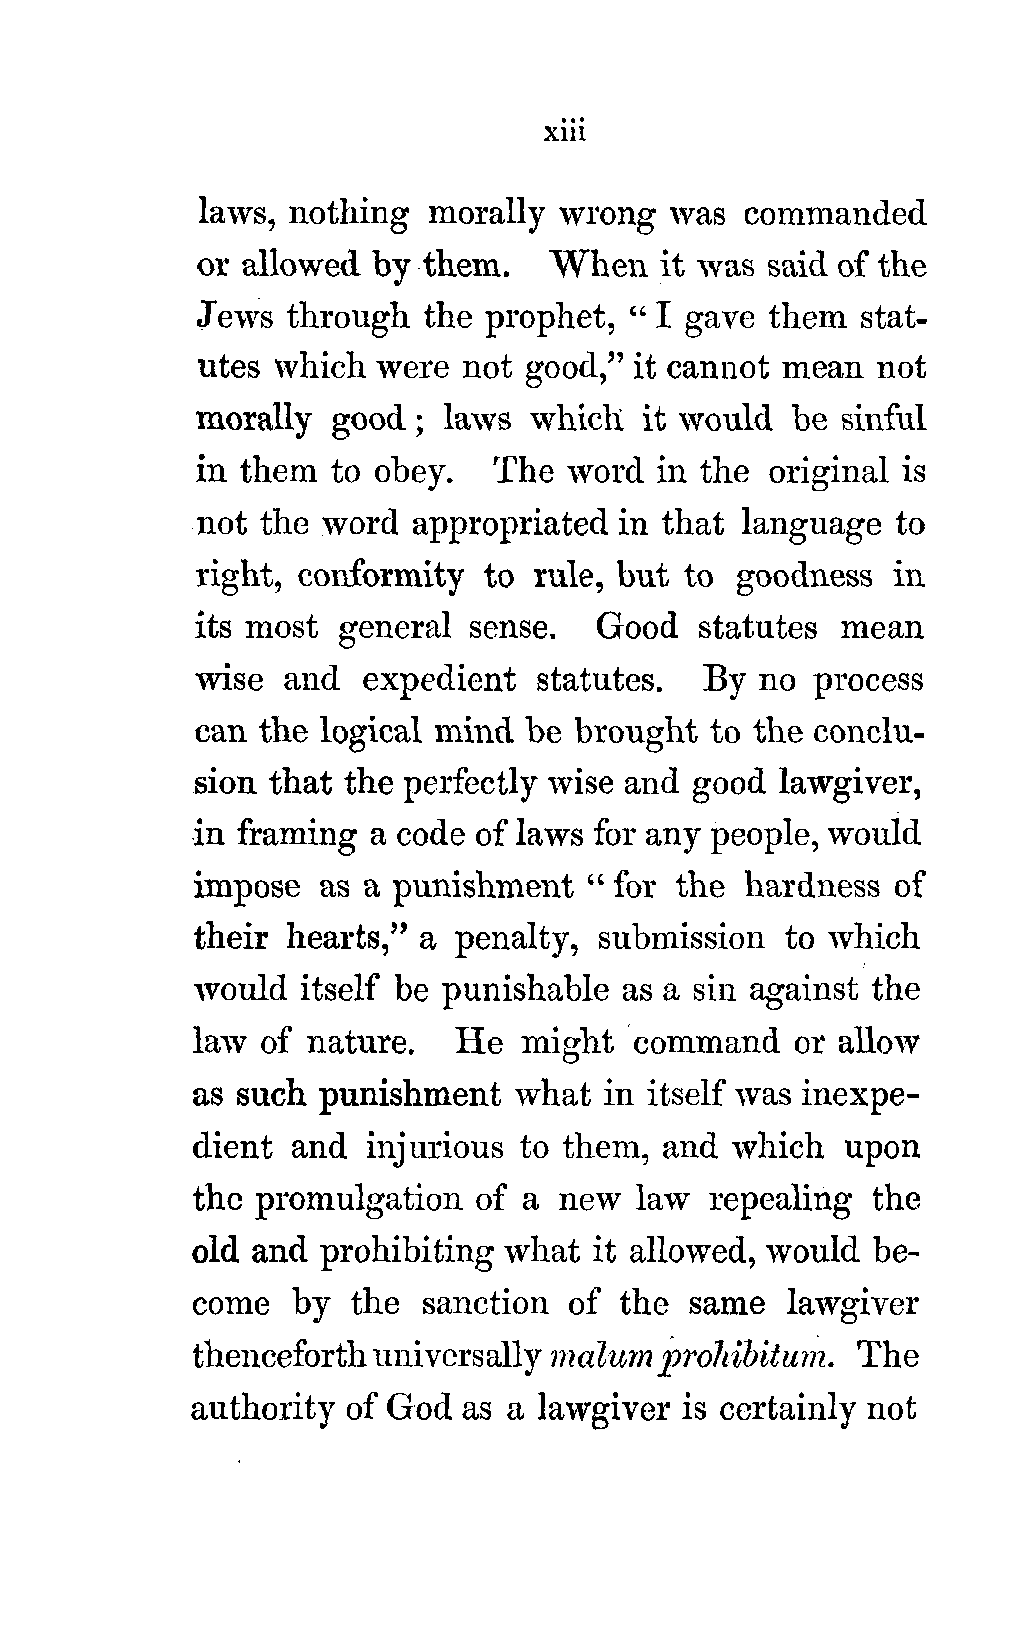 xiii
laws, nothing morally wrong was commanded
or allowed by them. When it was said of the
Jews through the prophet, “ I gave them stat-
utes which were not good,” it cannot mean not
morally good ; laws which it would be sinful
in them to obey. The word in the original is
not the word appropriated in that language to
right, conformity to rule, but to goodness in
its most general sense. Good statutes mean
wise and expedient statutes. By no process
can the logical mind be brought to the conclu-
sion that the perfectly wise and good lawgiver,
in framing a code of laws for any people, would
impose as a punishment “ for the hardness of
their hearts,” a penalty, submission to which
would itself be punishable as a sin against the
law of nature. He might command or allow
as such punishment what in itself was inexpe-
dient and injurious to them, and which upon
the promulgation of a new law repealing the
old and prohibiting what it allowed, would be-
come by the sanction of the same lawgiver
thenceforth universally malum prohibitum. The
authority of God as a lawgiver is certainly not